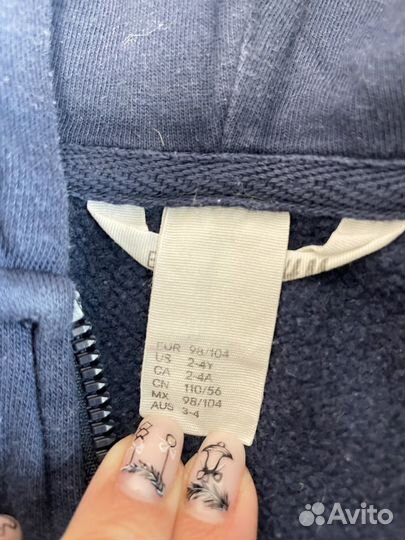 EUR 98/104
US 2-4Y
CA 2-4A
CN 110/56
MX 98/104
AUS 3-4
Avito